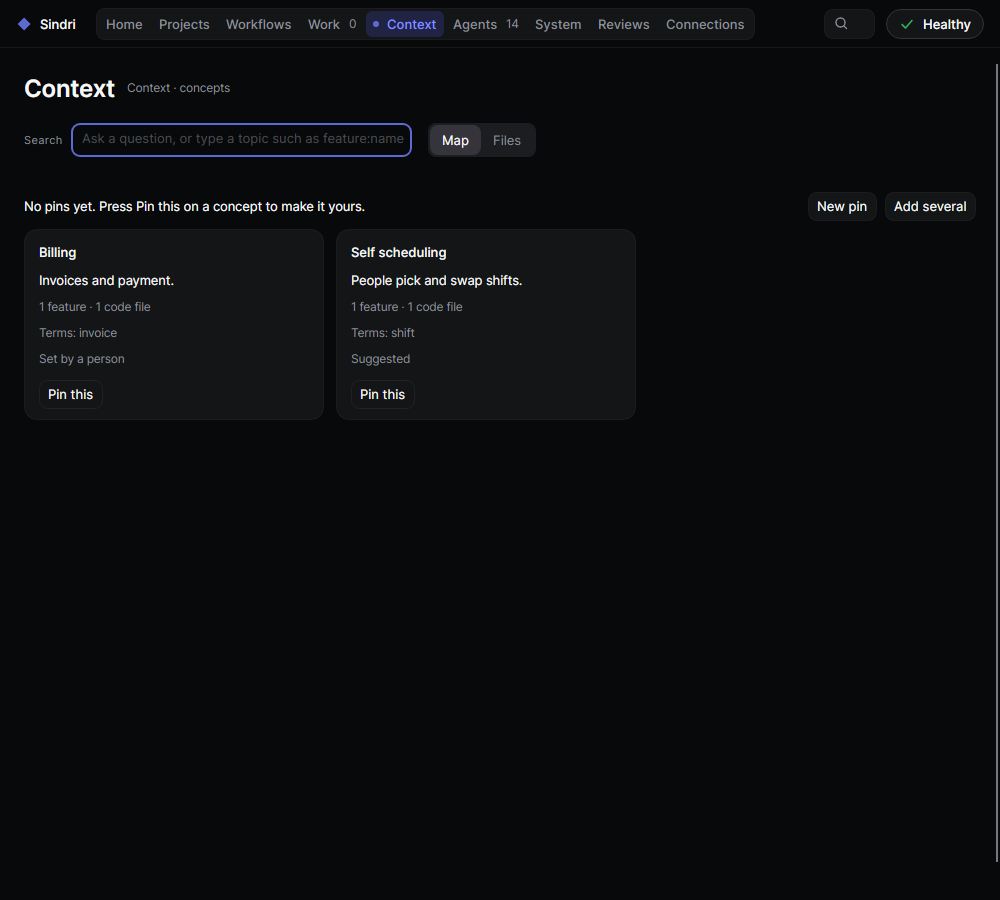 Sindri Home Projects Workflows Work 0 Context Agents 14 System Reviews Connections Healthy
Context Context · concepts
Search Ask a question, or type a topic such as feature:name Map Files
No pins yet. Press Pin this on a concept to make it yours. New pin Add several
Billing
Invoices and payment.
1 feature · 1 code file
Terms: invoice
Set by a person
Pin this
Self scheduling
People pick and swap shifts.
1 feature · 1 code file
Terms: shift
Suggested
Pin this